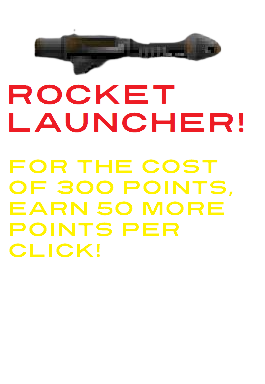 ROCKET
LAUNCHER!
FOR THE COST
OF 300 POINTS,
EARN 50 MORE
POINTS PER
CLICK!